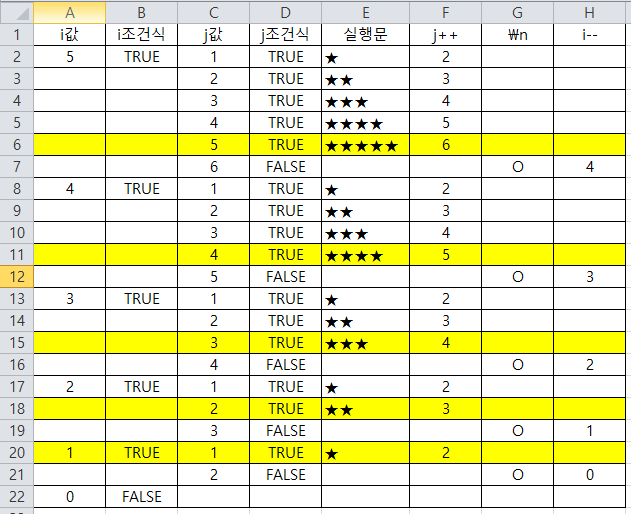 A B C D E F G H
1 i값 i조건식 j값 j조건식 실행문 j++ ₩n i--
2 5 TRUE 1 TRUE ★ 2
3 2 TRUE ★★ 3
4 3 TRUE ★★★ 4
5 4 TRUE ★★★★ 5
6 5 TRUE ★★★★★ 6
7 6 FALSE O 4
8 4 TRUE 1 TRUE ★ 2
9 2 TRUE ★★ 3
10 3 TRUE ★★★ 4
11 4 TRUE ★★★★ 5
12 5 FALSE O 3
13 3 TRUE 1 TRUE ★ 2
14 2 TRUE ★★ 3
15 3 TRUE ★★★ 4
16 4 FALSE O 2
17 2 TRUE 1 TRUE ★ 2
18 2 TRUE ★★ 3
19 3 FALSE O 1
20 1 TRUE 1 TRUE ★ 2
21 2 FALSE O 0
22 0 FALSE